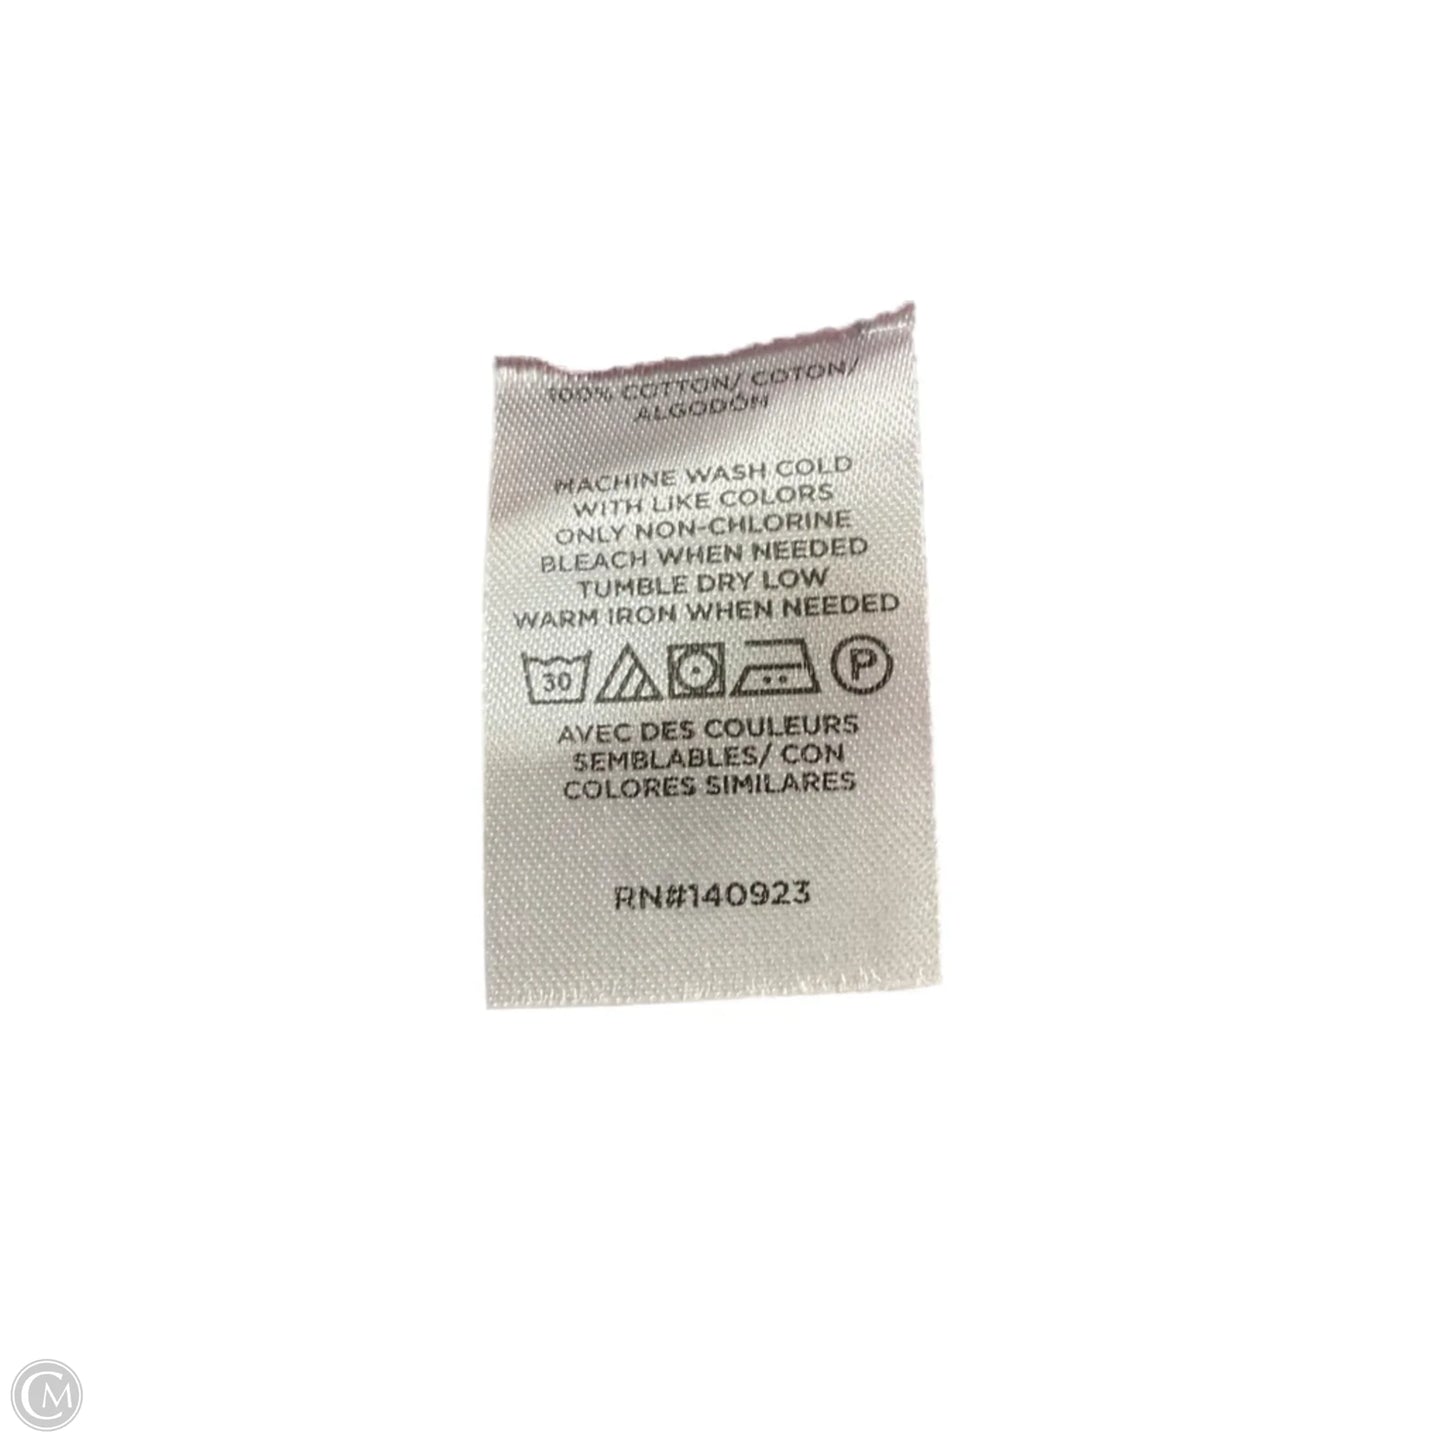 100% COTTON/ COTON/
ALGODÓN
MACHINE WASH COLD
WITH LIKE COLORS
ONLY NON-CHLORINE
BLEACH WHEN NEEDED
TUMBLE DRY LOW
WARM IRON WHEN NEEDED
30 P
AVEC DES COULEURS
SEMBLABLES/ CON
COLORES SIMILARES
RN#140923
CM